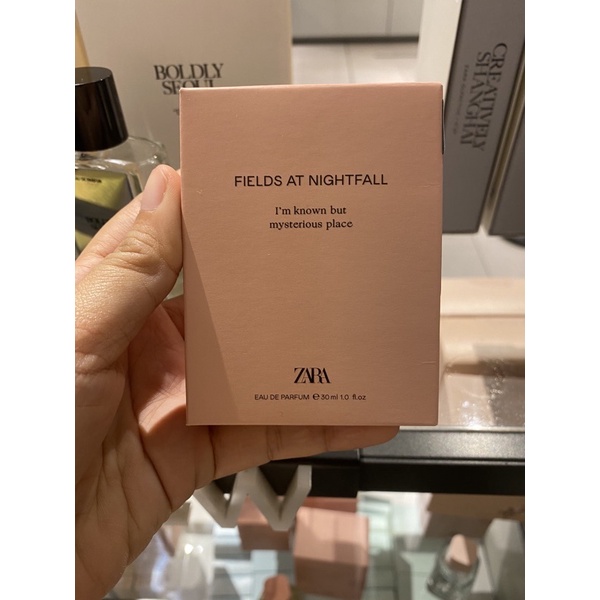 BOLDLY
SEOUL
CREATIVELY
SHANGHAI
FIELDS AT NIGHTFALL
I'm known but
mysterious place
ZARA
EAU DE PARFUM ℮ 30 ml 1.0 fl.oz